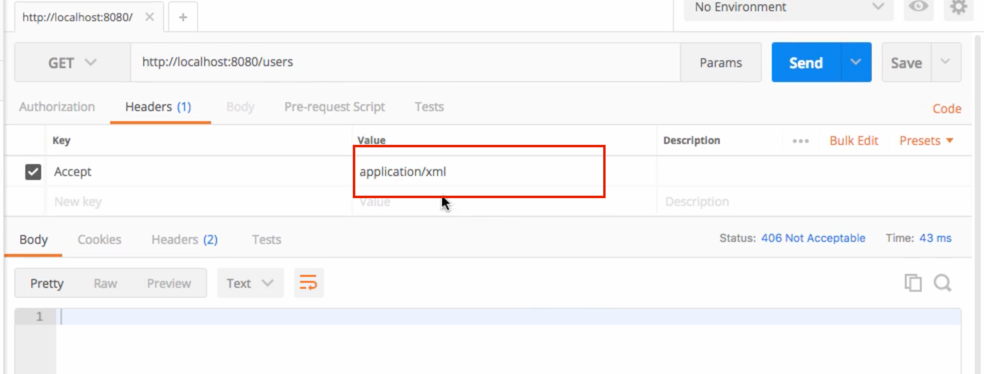 http://localhost:8080/ × +
No Environment
GET http://localhost:8080/users Params Send Save
Authorization Headers (1) Body Pre-request Script Tests Code
Key Value Description ••• Bulk Edit Presets
Accept application/xml
New key Value Description
Body Cookies Headers (2) Tests Status: 406 Not Acceptable Time: 43 ms
Pretty Raw Preview Text
1